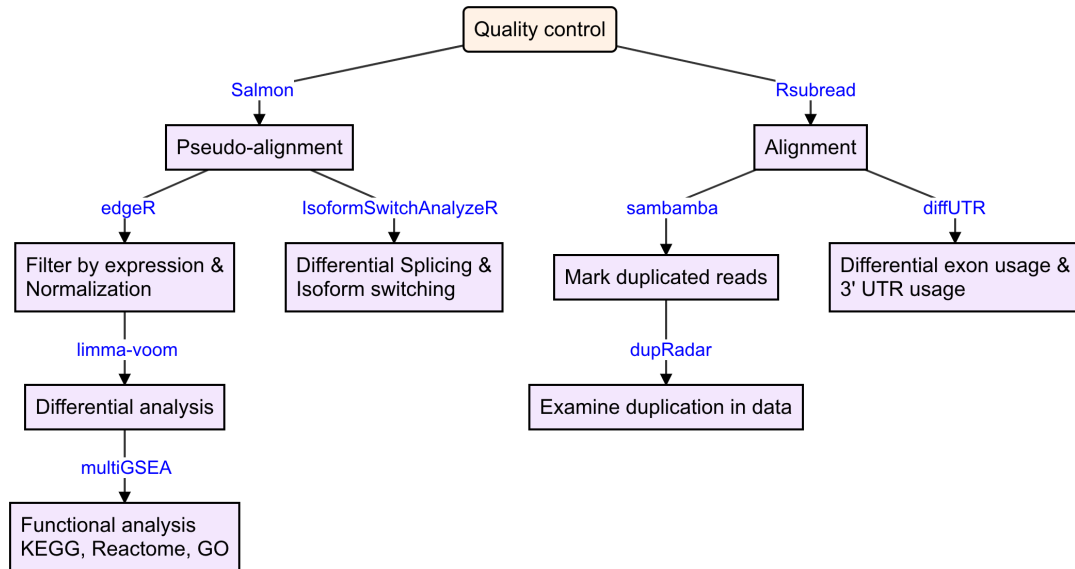 Quality control
Salmon
Rsubread
Pseudo-alignment
Alignment
edgeR
IsoformSwitchAnalyzeR
sambamba
diffUTR
Filter by expression &
Normalization
Differential Splicing &
Isoform switching
Mark duplicated reads
Differential exon usage &
3' UTR usage
limma-voom
dupRadar
Differential analysis
Examine duplication in data
multiGSEA
Functional analysis
KEGG, Reactome, GO